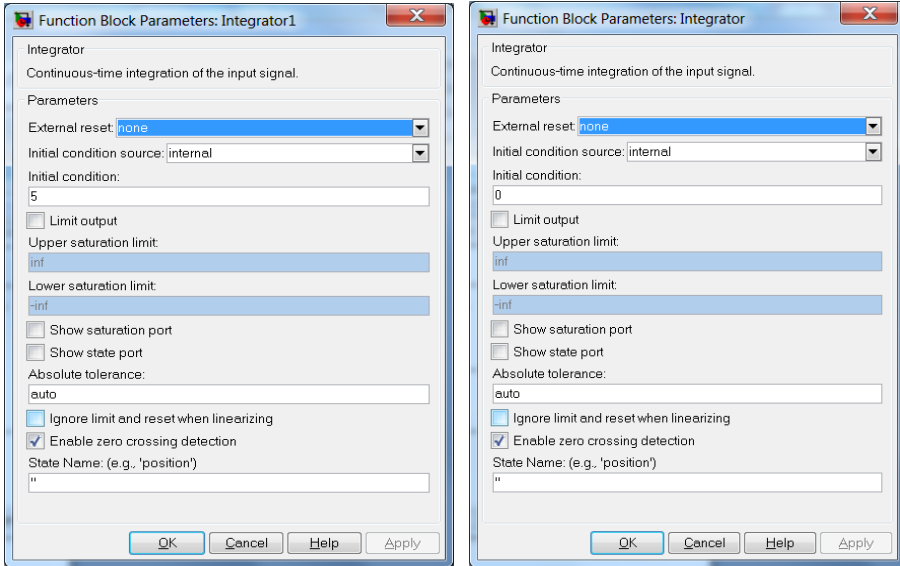 Function Block Parameters: Integrator1
Integrator
Continuous-time integration of the input signal.
Parameters
External reset: none
Initial condition source: internal
Initial condition:
5
Limit output
Upper saturation limit:
inf
Lower saturation limit:
-inf
Show saturation port
Show state port
Absolute tolerance:
auto
Ignore limit and reset when linearizing
Enable zero crossing detection
State Name: (e.g., 'position')
''
OK Cancel Help Apply
Function Block Parameters: Integrator
Integrator
Continuous-time integration of the input signal.
Parameters
External reset: none
Initial condition source: internal
Initial condition:
0
Limit output
Upper saturation limit:
inf
Lower saturation limit:
-inf
Show saturation port
Show state port
Absolute tolerance:
auto
Ignore limit and reset when linearizing
Enable zero crossing detection
State Name: (e.g., 'position')
''
OK Cancel Help Apply